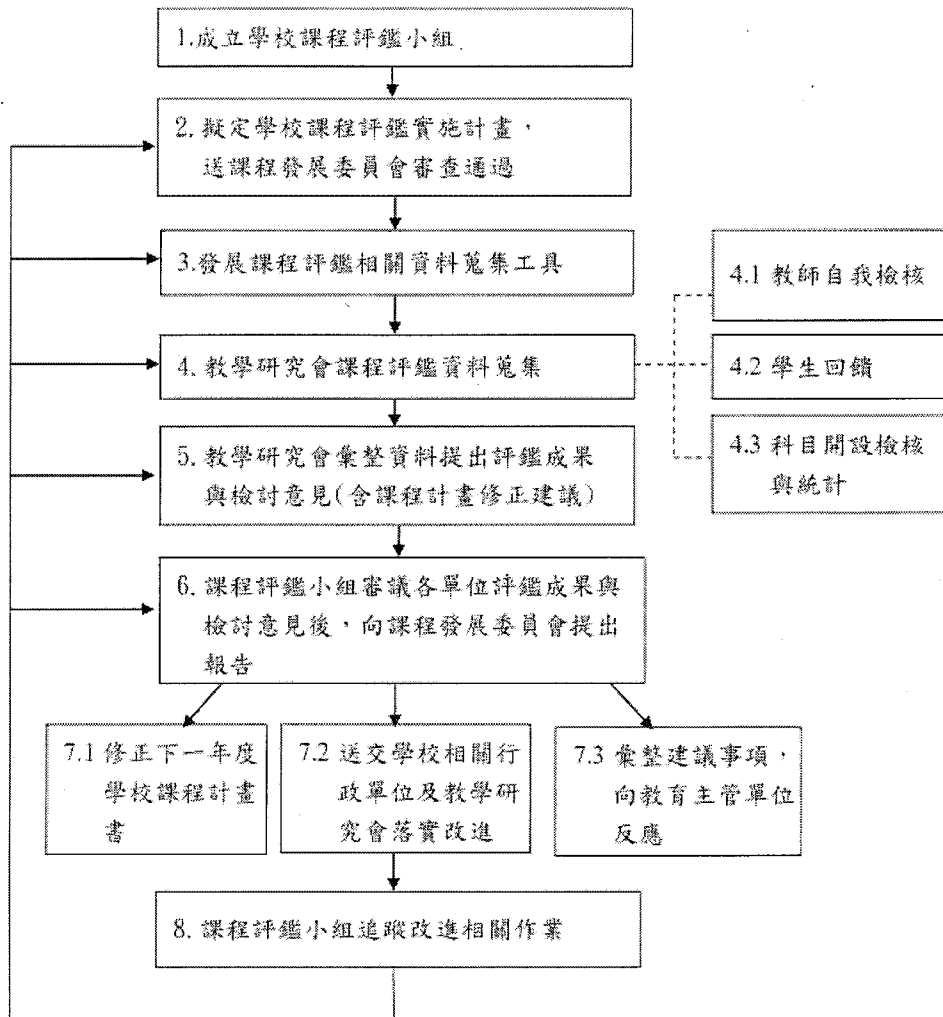 1.成立學校課程評鑑小組
2. 擬定學校課程評鑑實施計畫，
送課程發展委員會審查通過
3.發展課程評鑑相關資料蒐集工具
4. 教學研究會課程評鑑資料蒐集
4.1 教師自我檢核
4.2 學生回饋
4.3 科目開設檢核
與統計
5. 教學研究會彙整資料提出評鑑成果
與檢討意見(含課程計畫修正建議)
6. 課程評鑑小組審議各單位評鑑成果與
檢討意見後，向課程發展委員會提出
報告
7.1 修正下一年度
學校課程計畫
書
7.2 送交學校相關行
政單位及教學研
究會落實改進
7.3 彙整建議事項，
向教育主管單位
反應
8. 課程評鑑小組追蹤改進相關作業